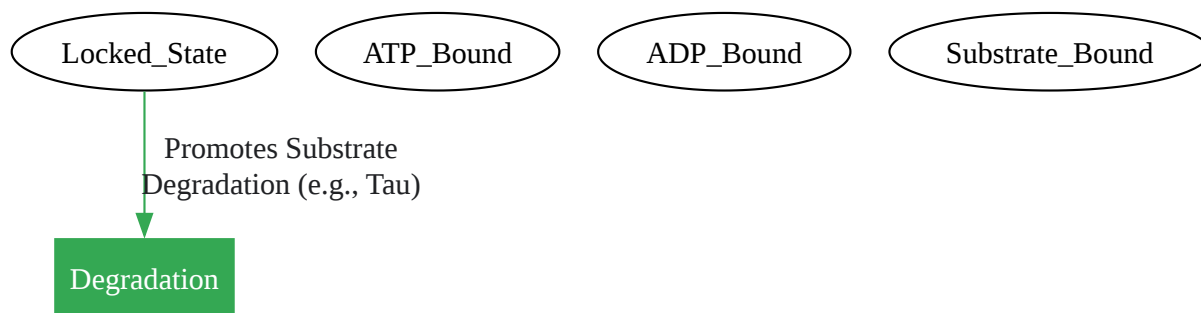 Locked_State
ATP_Bound
ADP_Bound
Substrate_Bound
Promotes Substrate
Degradation (e.g., Tau)
Degradation